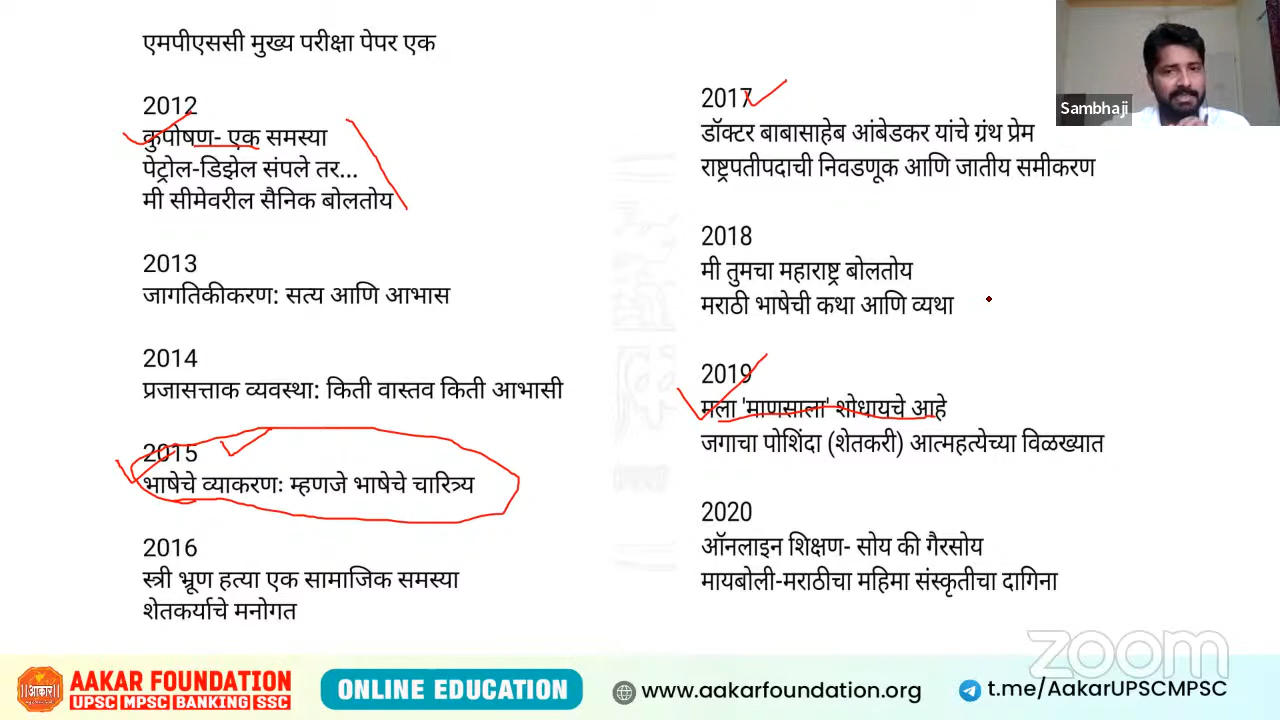 एमपीएससी मुख्य परीक्षा पेपर एक
2012
कुपोषण- एक समस्या
पेट्रोल-डिझेल संपले तर...
मी सीमेवरील सैनिक बोलतोय
2013
जागतिकीकरण: सत्य आणि आभास
2014
प्रजासत्ताक व्यवस्था: किती वास्तव किती आभासी
2015
भाषेचे व्याकरणः म्हणजे भाषेचे चारित्र्य
2016
स्त्री भ्रूण हत्या एक सामाजिक समस्या
शेतकर्याचे मनोगत
2017
डॉक्टर बाबासाहेब आंबेडकर यांचे ग्रंथ प्रेम
राष्ट्रपतीपदाची निवडणूक आणि जातीय समीकरण
2018
मी तुमचा महाराष्ट्र बोलतोय
मराठी भाषेची कथा आणि व्यथा
2019
मला 'माणसाला' शोधायचे आहे
जगाचा पोशिंदा (शेतकरी) आत्महत्येच्या विळख्यात
2020
ऑनलाइन शिक्षण- सोय की गैरसोय
मायबोली-मराठीचा महिमा संस्कृतीचा दागिना
Sambhaji
zoom
आकार
AAKAR FOUNDATION
UPSC MPSC BANKING SSC
ONLINE EDUCATION
www.aakarfoundation.org
t.me/AakarUPSCMPSC